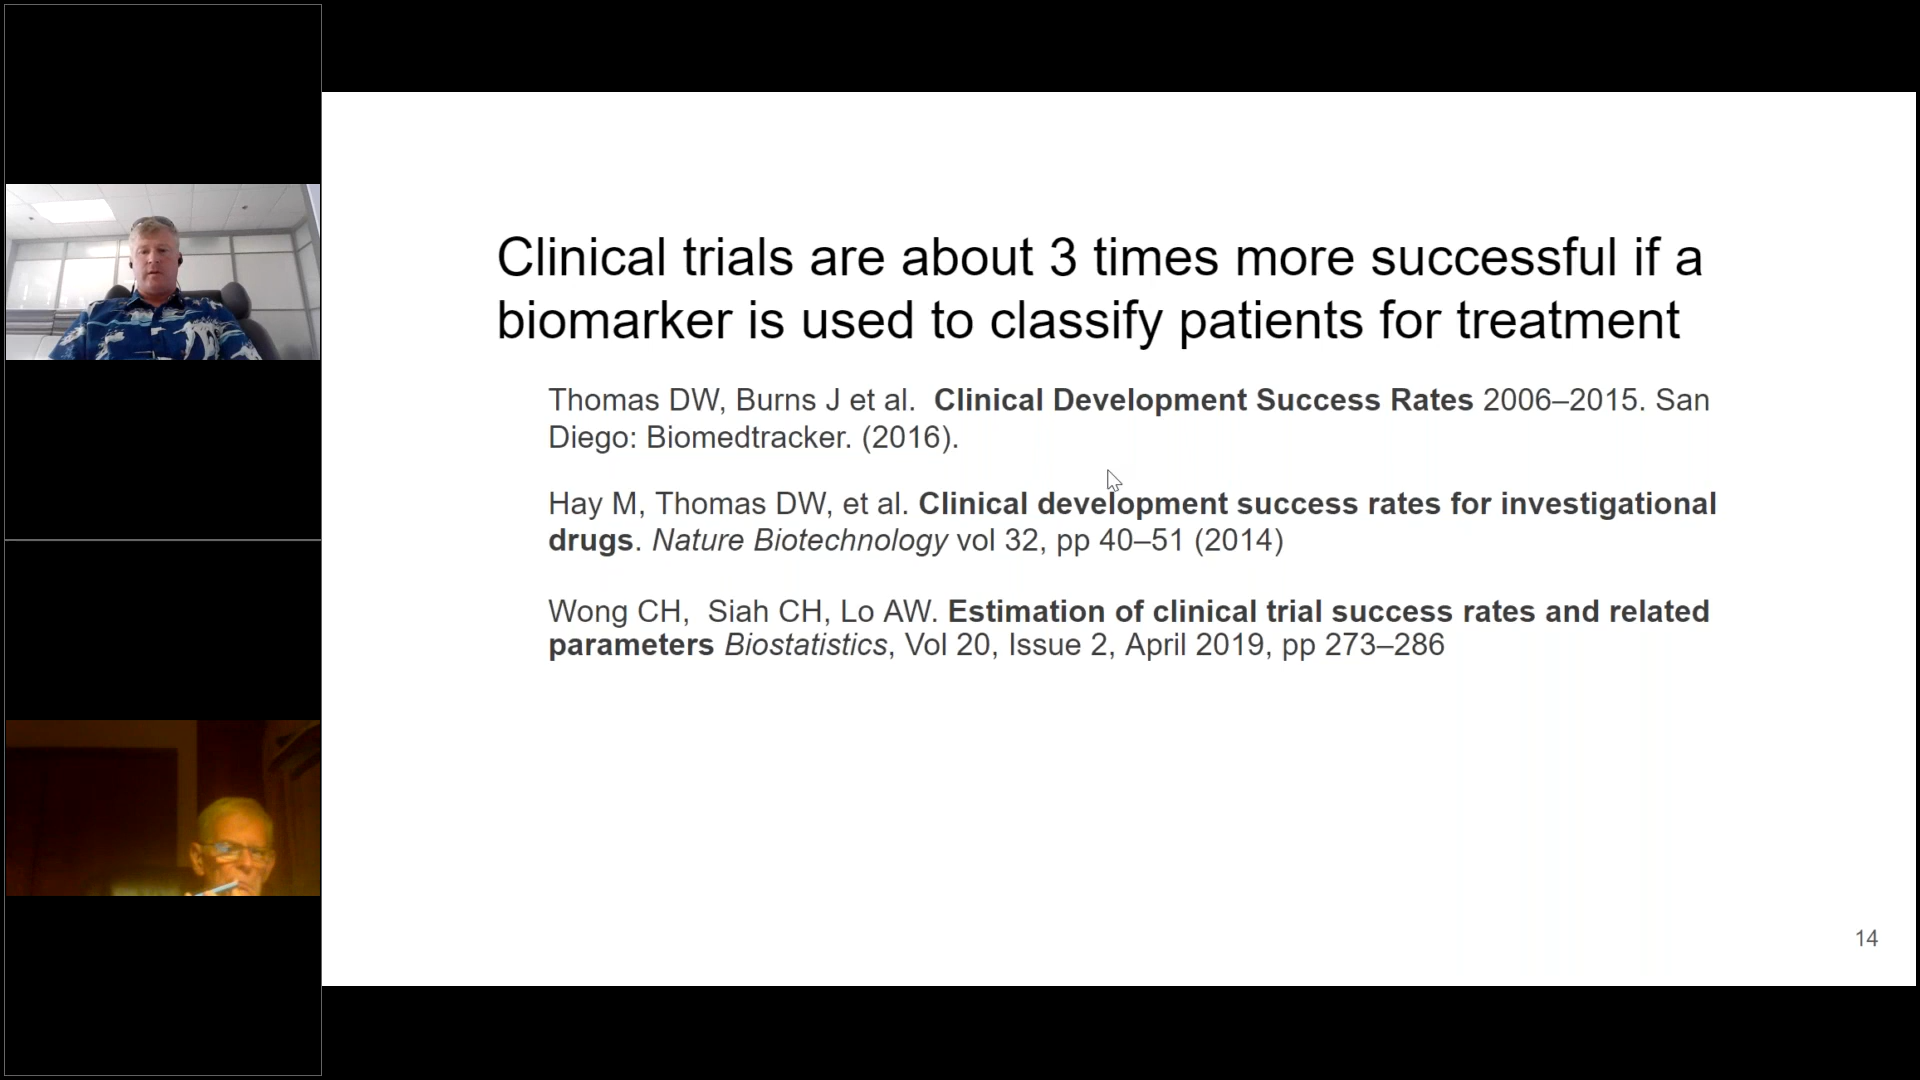 Clinical trials are about 3 times more successful if a
biomarker is used to classify patients for treatment
Thomas DW, Burns J et al.  Clinical Development Success Rates 2006–2015. San
Diego: Biomedtracker. (2016).
Hay M, Thomas DW, et al. Clinical development success rates for investigational
drugs. Nature Biotechnology vol 32, pp 40–51 (2014)
Wong CH,  Siah CH, Lo AW. Estimation of clinical trial success rates and related
parameters Biostatistics, Vol 20, Issue 2, April 2019, pp 273–286
14